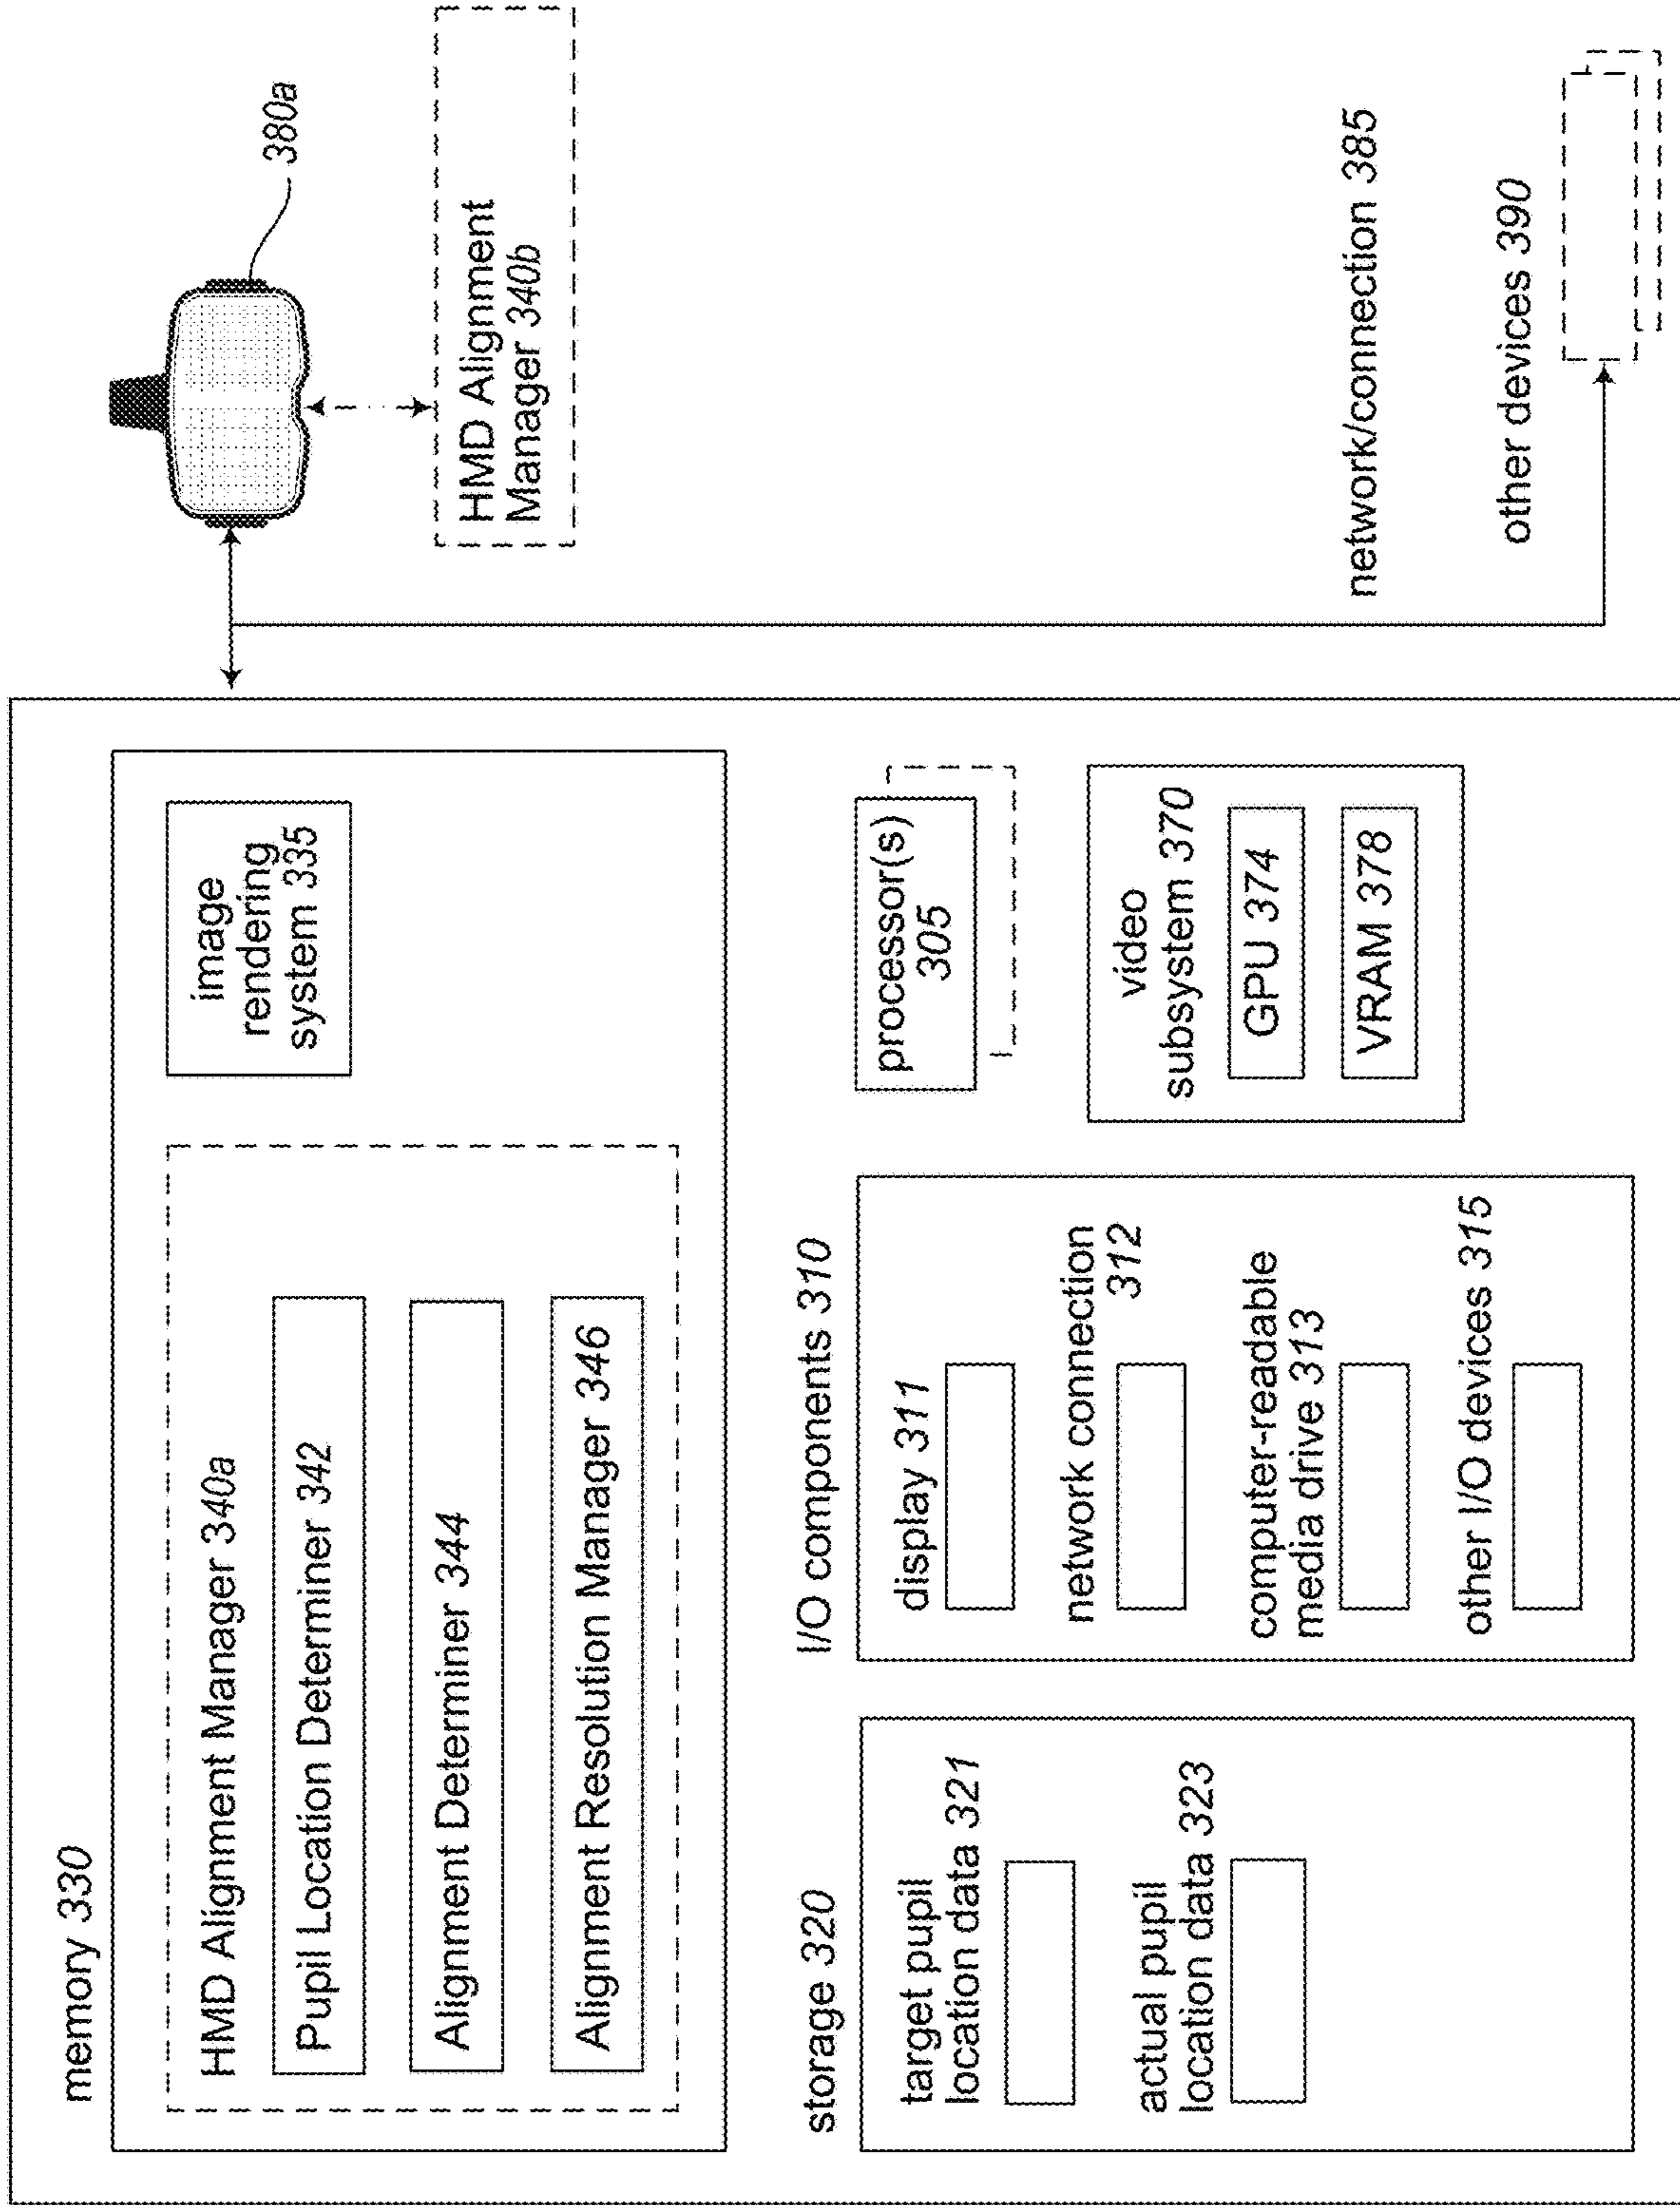 memory 330
HMD Alignment Manager 340a
Pupil Location Determiner 342
Alignment Determiner 344
Alignment Resolution Manager 346
image
rendering
system 335
storage 320
target pupil
location data 321
actual pupil
location data 323
I/O components 310
display 311
network connection
312
computer-readable
media drive 313
other I/O devices 315
processor(s)
305
video
subsystem 370
GPU 374
VRAM 378
380a
HMD Alignment
Manager 340b
network/connection 385
other devices 390